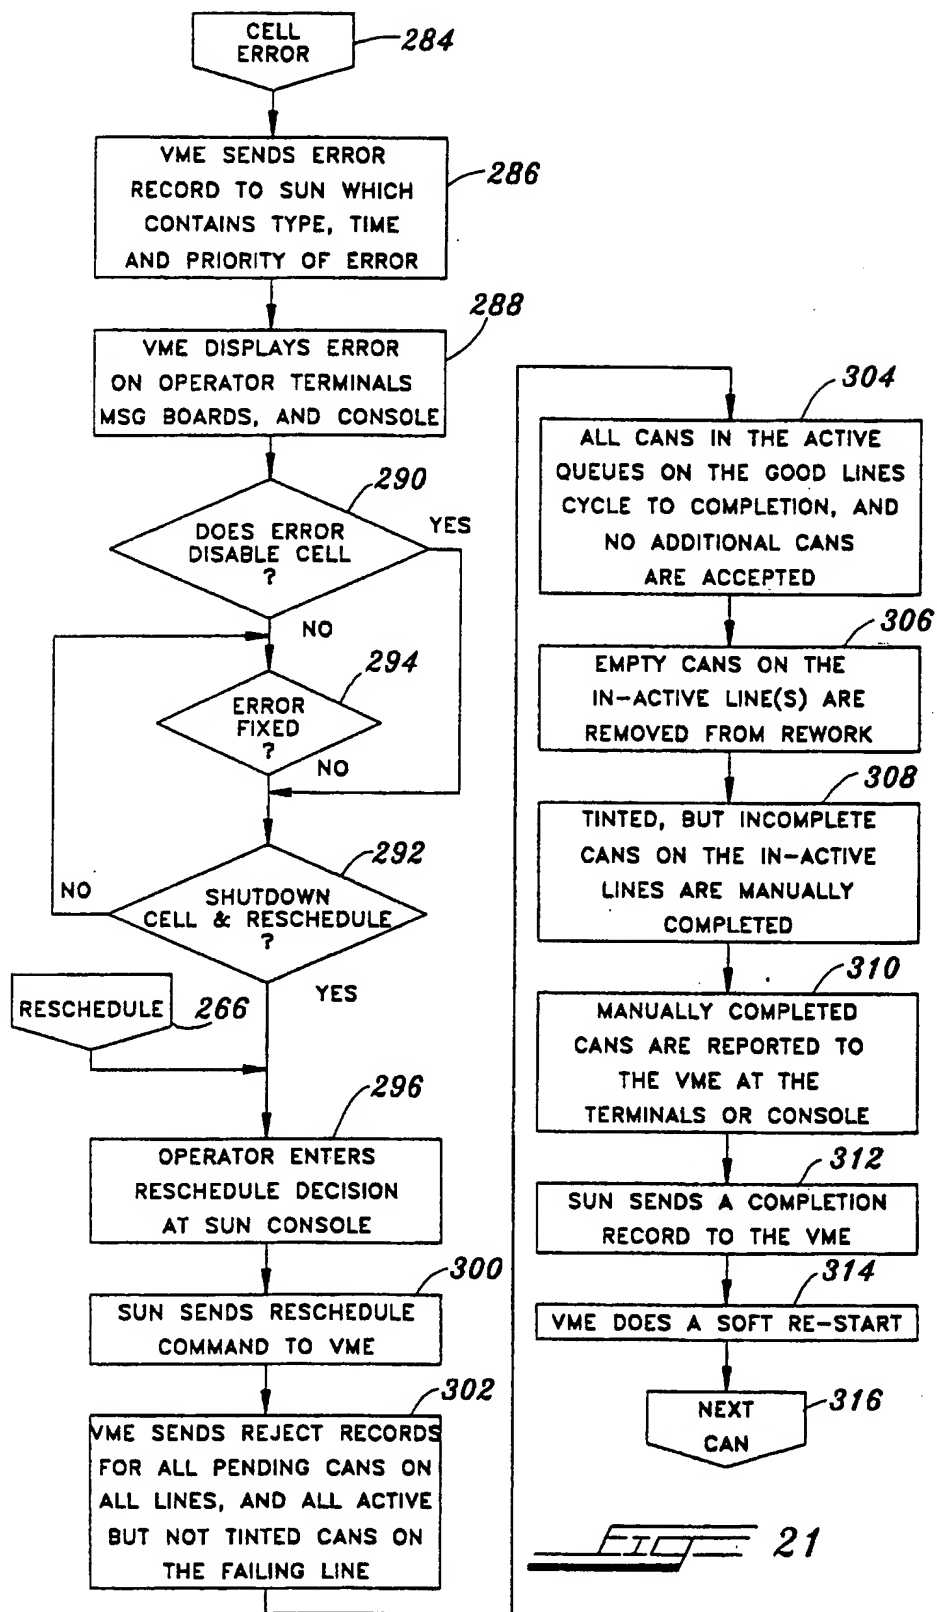 CELL
ERROR
284
VME SENDS ERROR
RECORD TO SUN WHICH
CONTAINS TYPE, TIME
AND PRIORITY OF ERROR
286
288
VME DISPLAYS ERROR
ON OPERATOR TERMINALS
MSG BOARDS, AND CONSOLE
290
DOES ERROR
DISABLE CELL
?
YES
NO
294
ERROR
FIXED
?
NO
292
SHUTDOWN
CELL & RESCHEDULE
?
NO
YES
RESCHEDULE
266
296
OPERATOR ENTERS
RESCHEDULE DECISION
AT SUN CONSOLE
300
SUN SENDS RESCHEDULE
COMMAND TO VME
302
VME SENDS REJECT RECORDS
FOR ALL PENDING CANS ON
ALL LINES, AND ALL ACTIVE
BUT NOT TINTED CANS ON
THE FAILING LINE
304
ALL CANS IN THE ACTIVE
QUEUES ON THE GOOD LINES
CYCLE TO COMPLETION, AND
NO ADDITIONAL CANS
ARE ACCEPTED
306
EMPTY CANS ON THE
IN-ACTIVE LINE(S) ARE
REMOVED FROM REWORK
308
TINTED, BUT INCOMPLETE
CANS ON THE IN-ACTIVE
LINES ARE MANUALLY
COMPLETED
310
MANUALLY COMPLETED
CANS ARE REPORTED TO
THE VME AT THE
TERMINALS OR CONSOLE
312
SUN SENDS A COMPLETION
RECORD TO THE VME
314
VME DOES A SOFT RE-START
NEXT
CAN
316
FIG 21